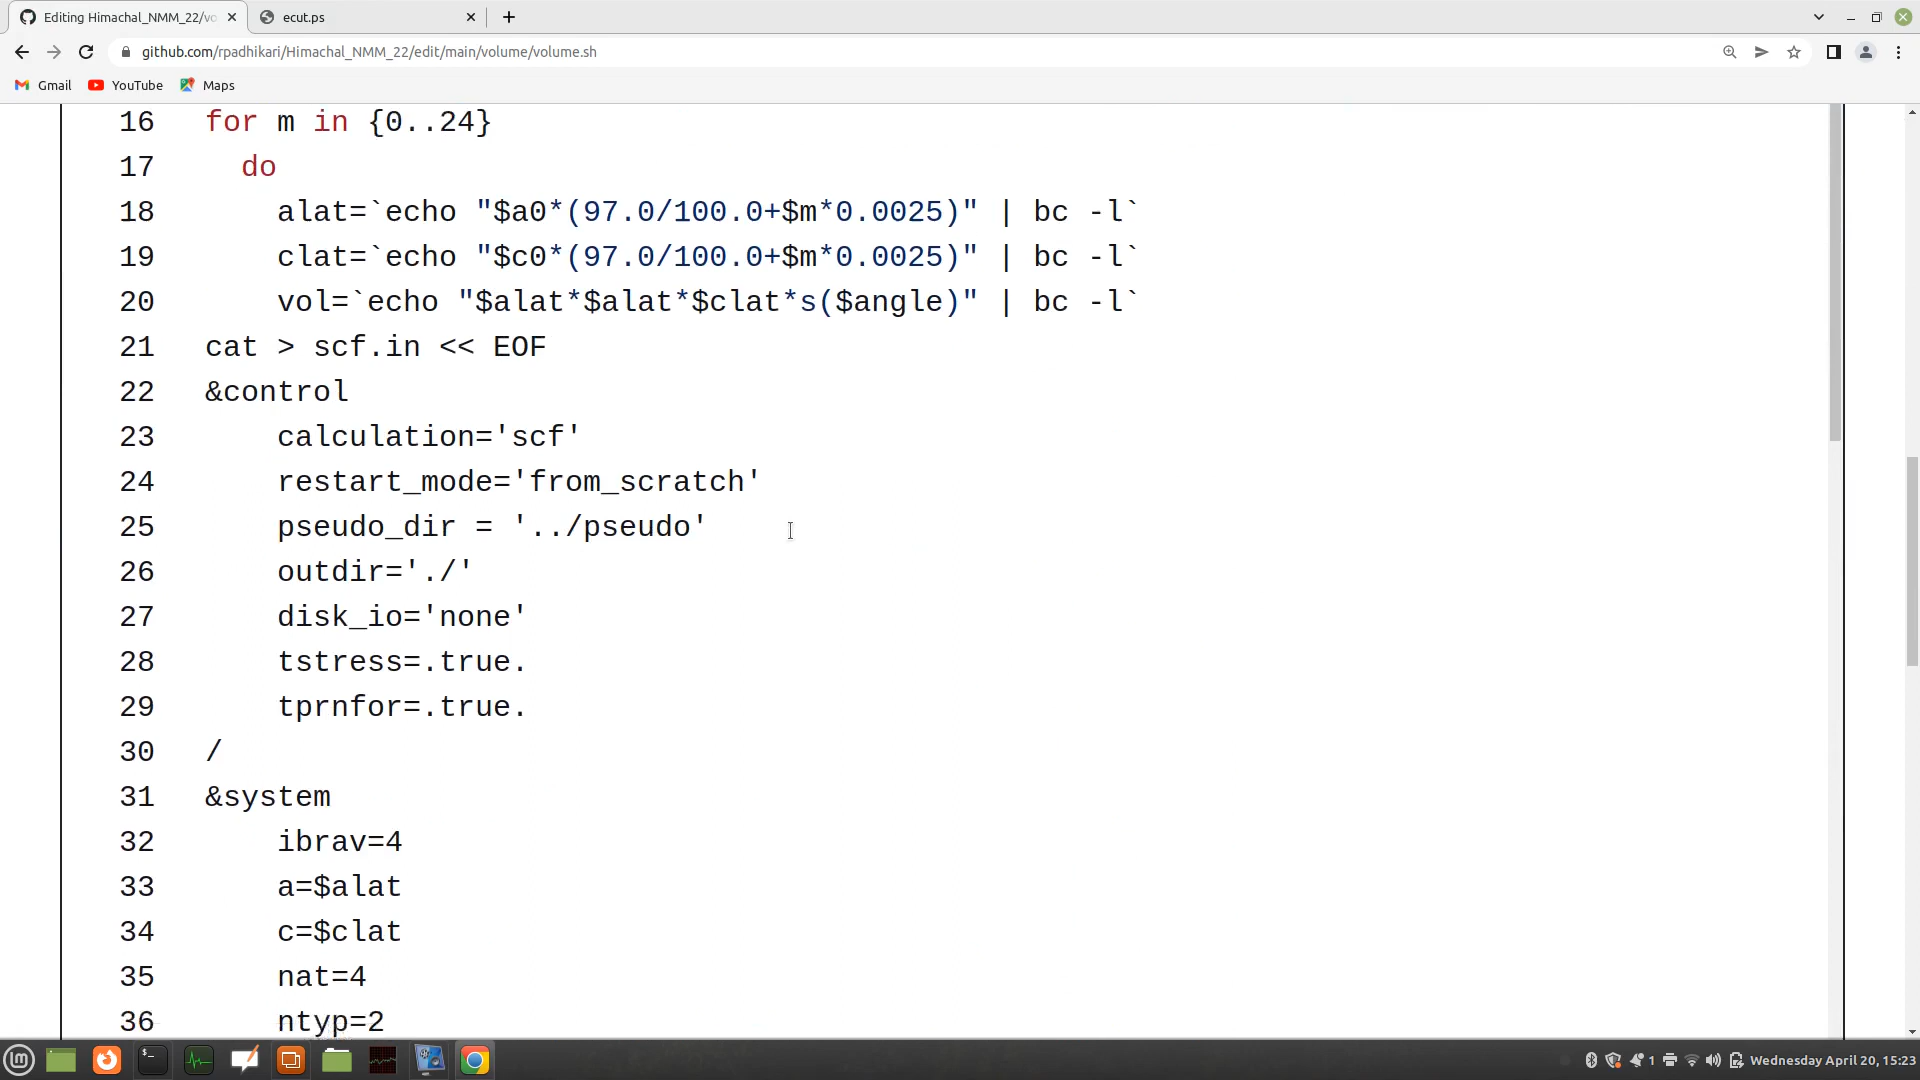 Editing Himachal_NMM_22/vo
ecut.ps
github.com/rpadhikari/Himachal_NMM_22/edit/main/volume/volume.sh
Gmail YouTube Maps
16 for m in {0..24}
17 do
18 alat=`echo "$a0*(97.0/100.0+$m*0.0025)" | bc -l`
19 clat=`echo "$c0*(97.0/100.0+$m*0.0025)" | bc -l`
20 vol=`echo "$alat*$alat*$clat*s($angle)" | bc -l`
21 cat > scf.in << EOF
22 &control
23 calculation='scf'
24 restart_mode='from_scratch'
25 pseudo_dir = '../pseudo'
26 outdir='./'
27 disk_io='none'
28 tstress=.true.
29 tprnfor=.true.
30 /
31 &system
32 ibrav=4
33 a=$alat
34 c=$clat
35 nat=4
36 ntyp=2
1 Wednesday April 20, 15:23